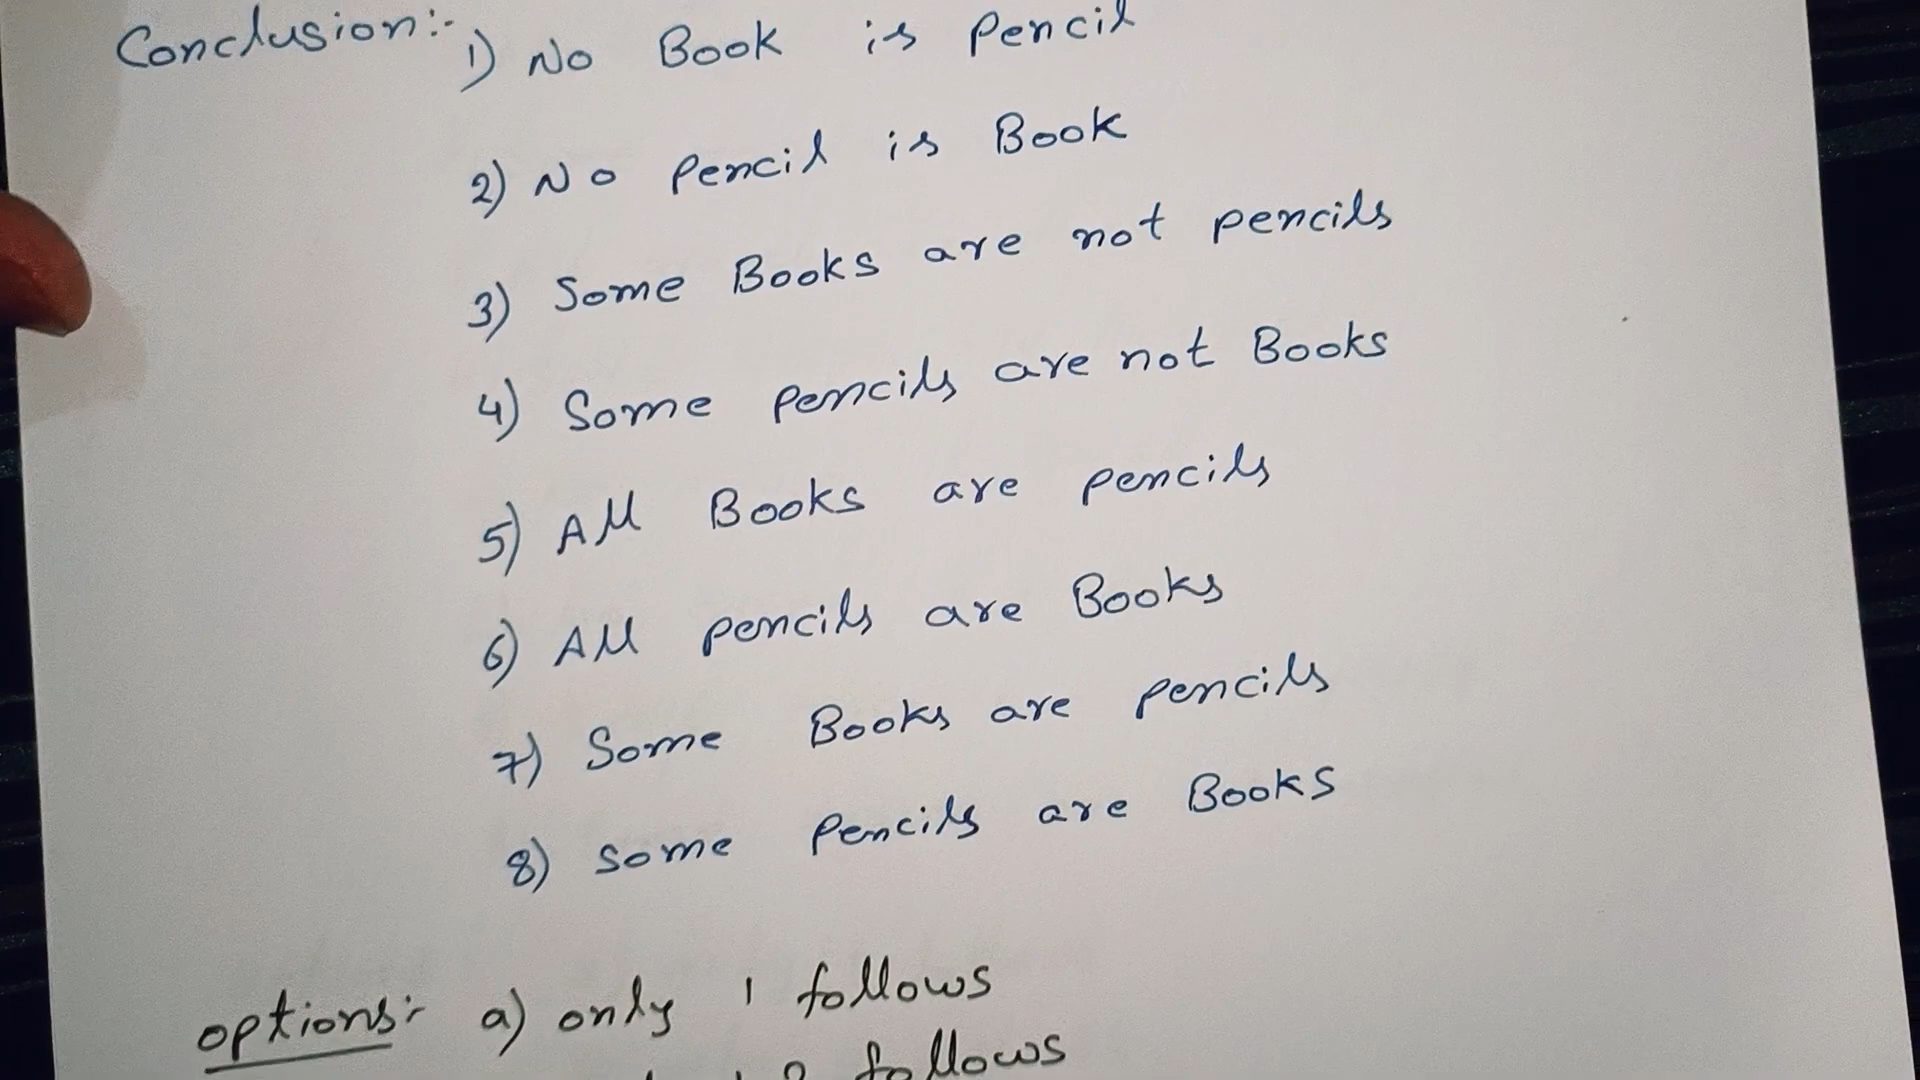 Conclusion:- 1) No Book is Pencil
2) No Pencil is Book
3) Some Books are not pencils
4) Some pencils are not Books
5) All Books are pencils
6) All pencils are Books
7) Some Books are pencils
8) Some Pencils are Books
options:- a) only 1 follows
follows